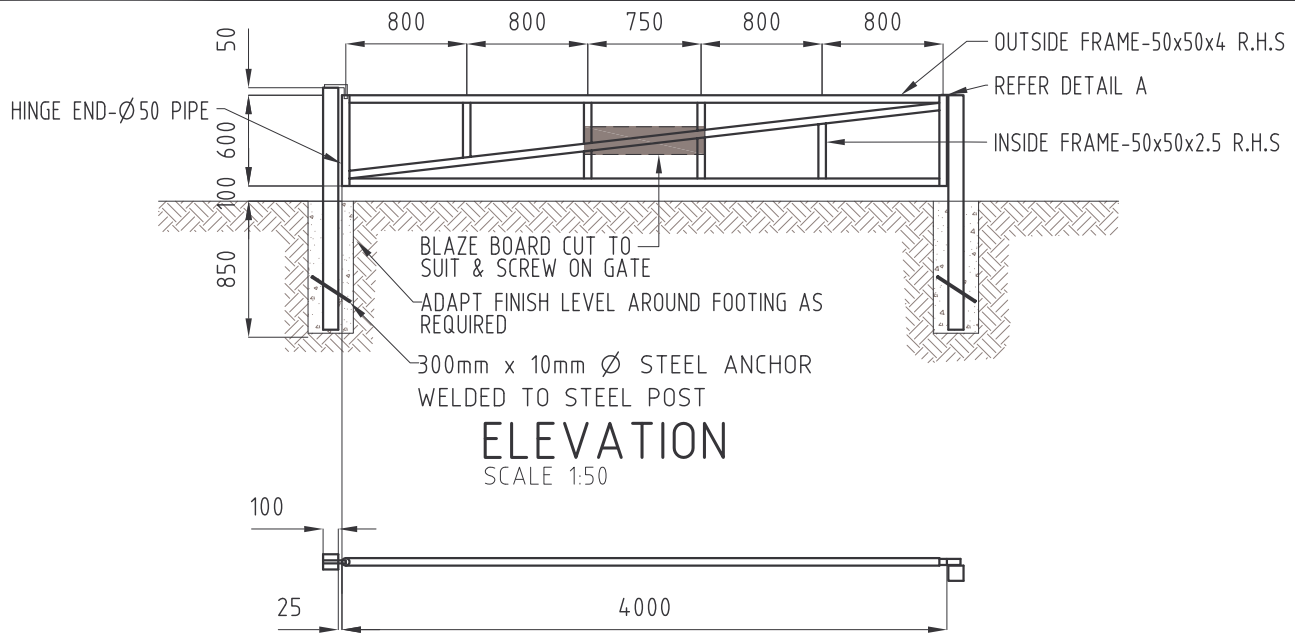 800 800 750 800 800
50
OUTSIDE FRAME-50x50x4 R.H.S
REFER DETAIL A
HINGE END-Ø50 PIPE
600
INSIDE FRAME-50x50x2.5 R.H.S
100
850
BLAZE BOARD CUT TO
SUIT & SCREW ON GATE
ADAPT FINISH LEVEL AROUND FOOTING AS
REQUIRED
300mm x 10mm Ø STEEL ANCHOR
WELDED TO STEEL POST
ELEVATION
SCALE 1:50
100
25 4000